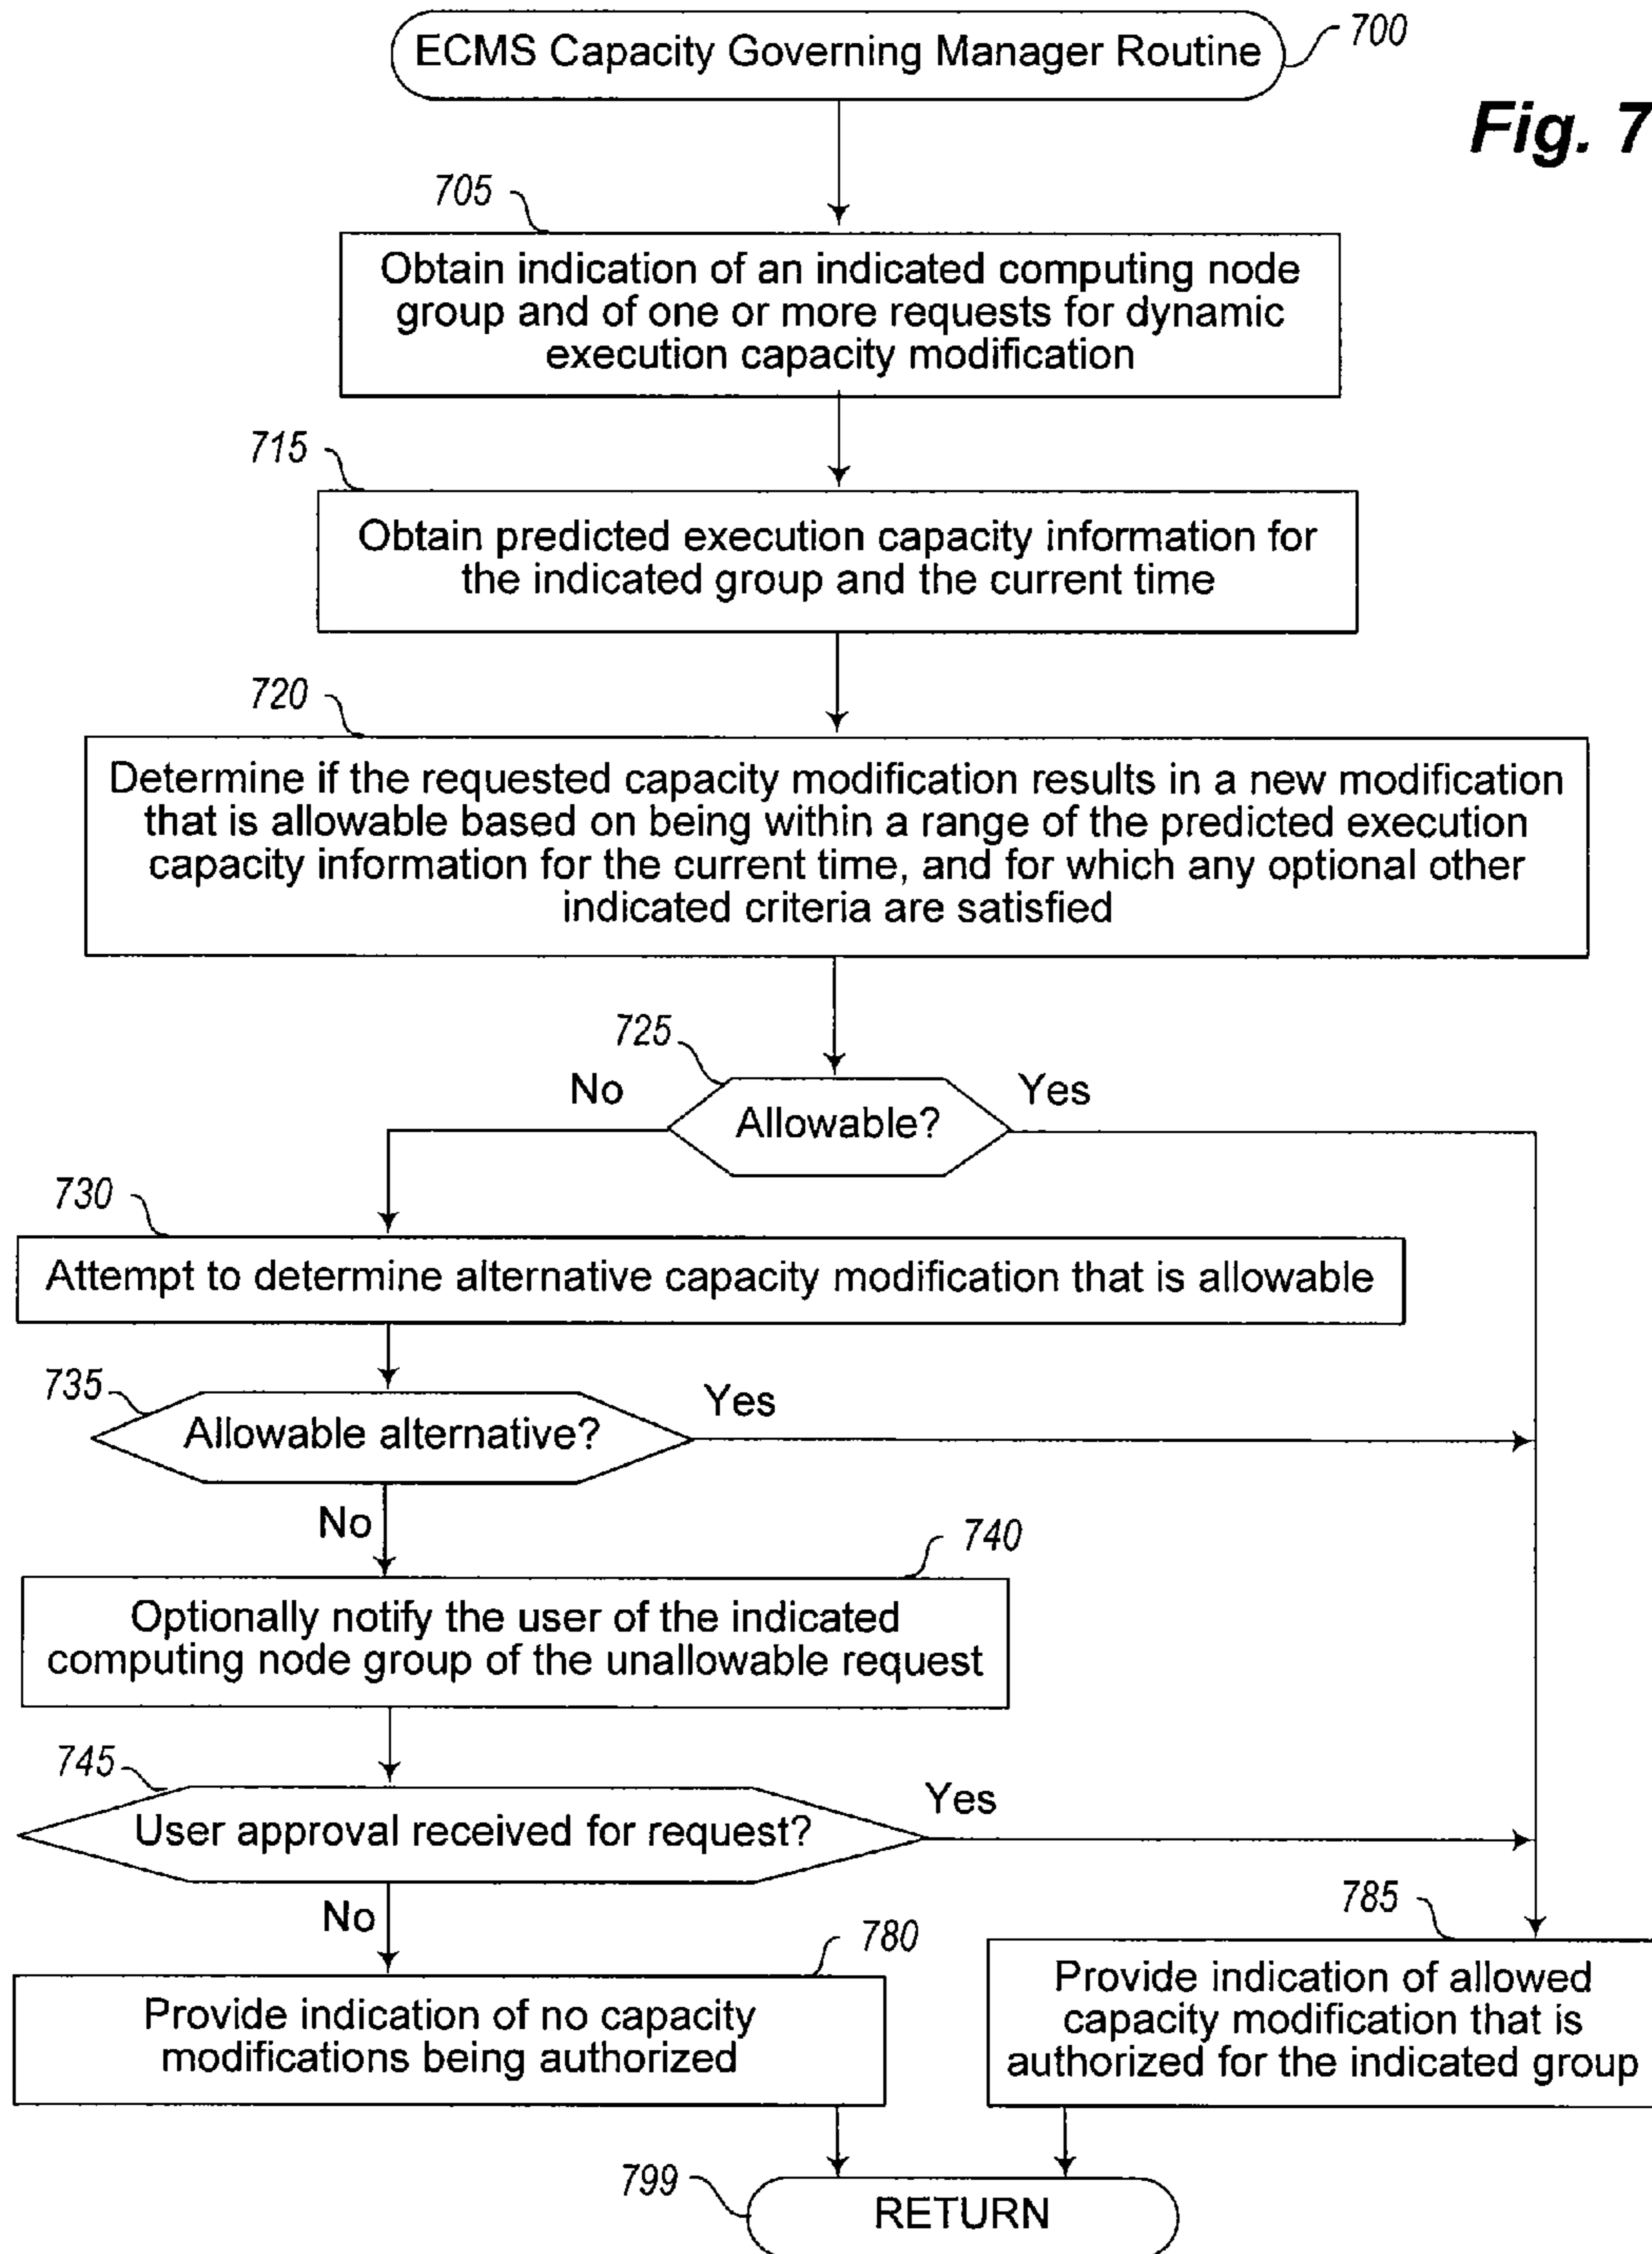 ECMS Capacity Governing Manager Routine
700
Fig. 7
705
Obtain indication of an indicated computing node
group and of one or more requests for dynamic
execution capacity modification
715
Obtain predicted execution capacity information for
the indicated group and the current time
720
Determine if the requested capacity modification results in a new modification
that is allowable based on being within a range of the predicted execution
capacity information for the current time, and for which any optional other
indicated criteria are satisfied
725
No
Allowable?
Yes
730
Attempt to determine alternative capacity modification that is allowable
735
Allowable alternative?
Yes
No
740
Optionally notify the user of the indicated
computing node group of the unallowable request
745
User approval received for request?
Yes
No
780
Provide indication of no capacity
modifications being authorized
785
Provide indication of allowed
capacity modification that is
authorized for the indicated group
799
RETURN